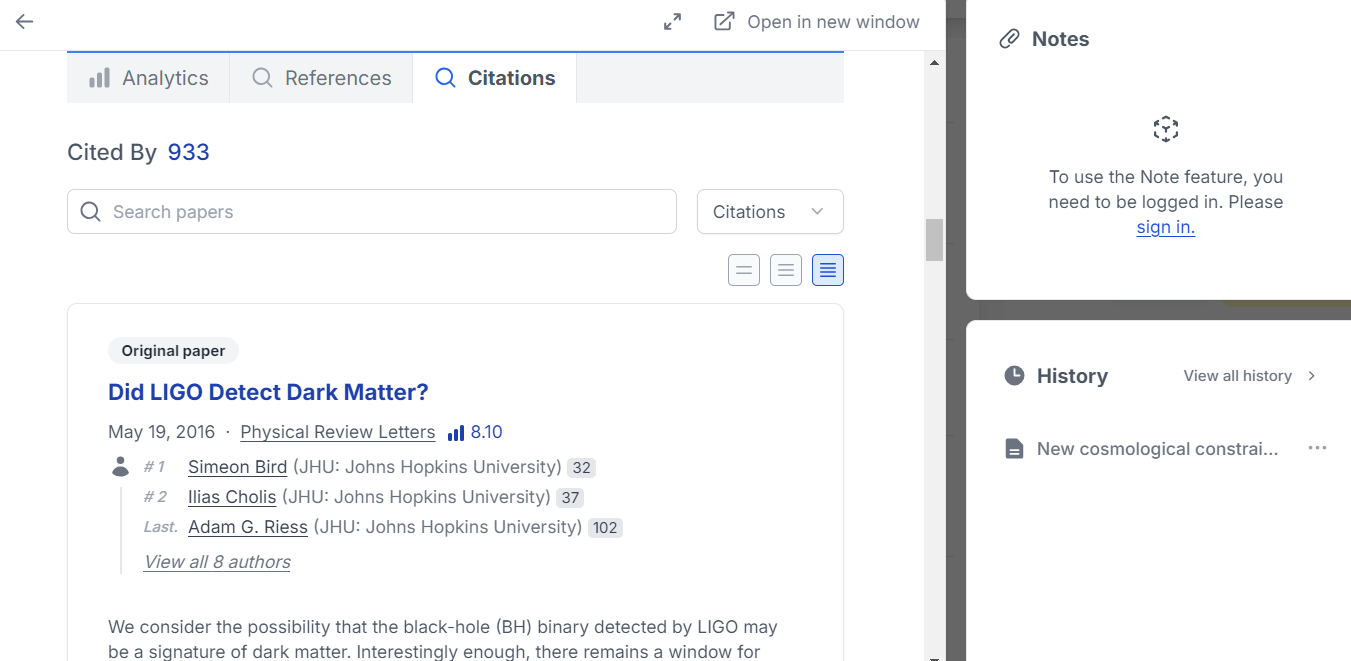 Open in new window
Analytics
References
Citations
Cited By 933
Search papers
Citations
Original paper
Did LIGO Detect Dark Matter?
May 19, 2016 · Physical Review Letters 8.10
#1 Simeon Bird (JHU: Johns Hopkins University) 32
#2 Ilias Cholis (JHU: Johns Hopkins University) 37
Last. Adam G. Riess (JHU: Johns Hopkins University) 102
View all 8 authors
We consider the possibility that the black-hole (BH) binary detected by LIGO may
be a signature of dark matter. Interestingly enough, there remains a window for
Notes
To use the Note feature, you
need to be logged in. Please
sign in.
History
View all history
New cosmological constrai...